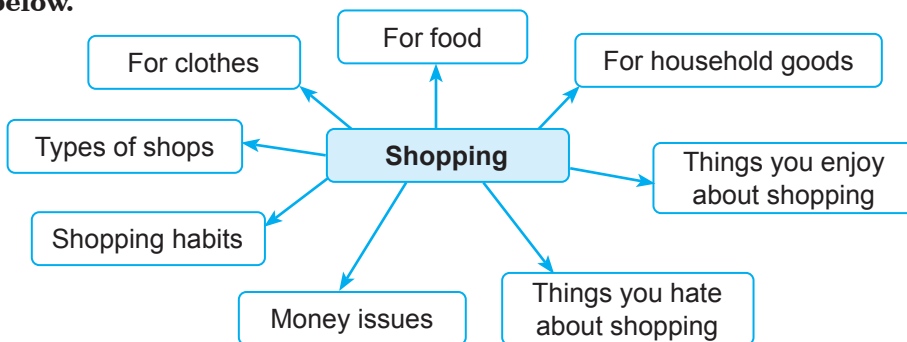 below.
For food
For clothes
For household goods
Types of shops
Shopping
Things you enjoy
about shopping
Shopping habits
Money issues
Things you hate
about shopping